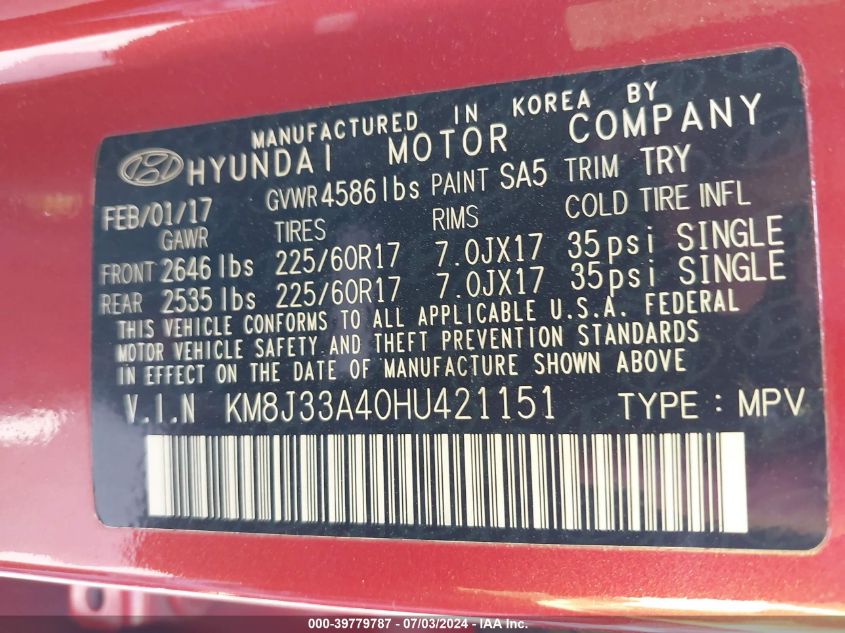 MANUFACTURED IN KOREA BY
HYUNDAI MOTOR COMPANY
FEB/01/17 GVWR 4586 lbs PAINT SA5 TRIM TRY
GAWR TIRES RIMS COLD TIRE INFL
FRONT 2646 lbs 225/60R17 7.0JX17 35psi SINGLE
REAR 2535 lbs 225/60R17 7.0JX17 35psi SINGLE
THIS VEHICLE CONFORMS TO ALL APPLICABLE U.S.A. FEDERAL
MOTOR VEHICLE SAFETY AND THEFT PREVENTION STANDARDS
IN EFFECT ON THE DATE OF MANUFACTURE SHOWN ABOVE
V.I.N KM8J33A40HU421151 TYPE : MPV
000-39779787 - 07/03/2024 - IAA Inc.